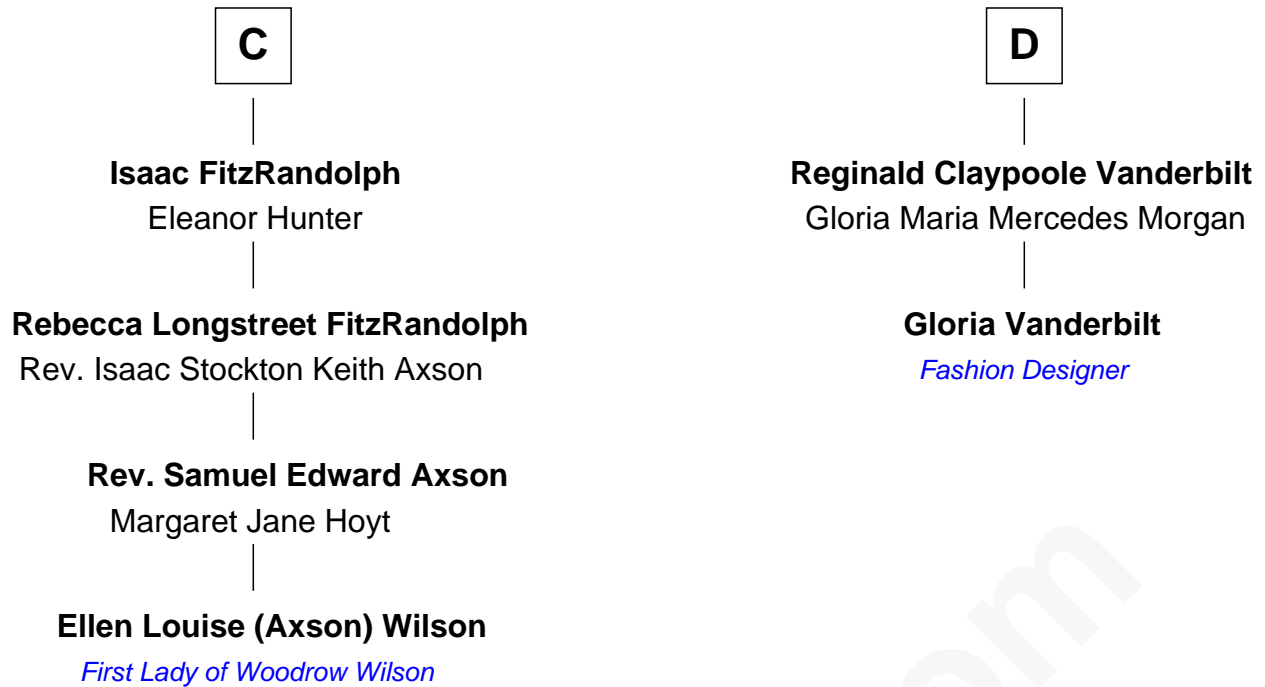 C
Isaac FitzRandolph
Eleanor Hunter
Rebecca Longstreet FitzRandolph
Rev. Isaac Stockton Keith Axson
Rev. Samuel Edward Axson
Margaret Jane Hoyt
Ellen Louise (Axson) Wilson
First Lady of Woodrow Wilson
D
Reginald Claypoole Vanderbilt
Gloria Maria Mercedes Morgan
Gloria Vanderbilt
Fashion Designer
om